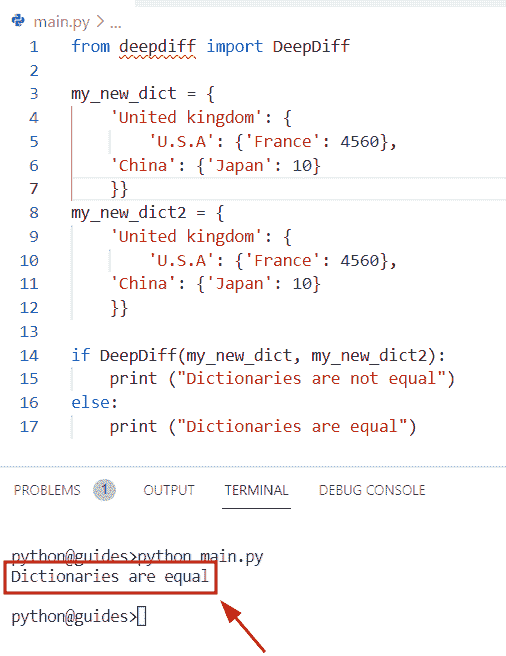 main.py > ...
1 from deepdiff import DeepDiff
2
3 my_new_dict = {
4     'United kingdom': {
5         'U.S.A': {'France': 4560},
6     'China': {'Japan': 10}
7     }}
8 my_new_dict2 = {
9     'United kingdom': {
10         'U.S.A': {'France': 4560},
11     'China': {'Japan': 10}
12     }}
13
14 if DeepDiff(my_new_dict, my_new_dict2):
15     print ("Dictionaries are not equal")
16 else:
17     print ("Dictionaries are equal")
PROBLEMS 1 OUTPUT TERMINAL DEBUG CONSOLE
python@guides>python main.py
Dictionaries are equal
python@guides>